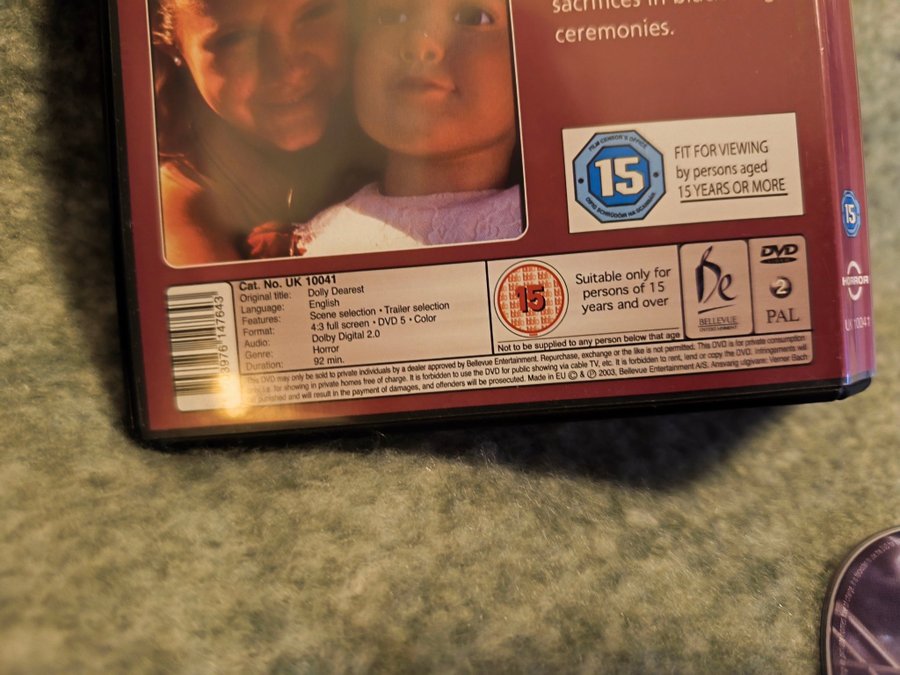 sacrifices in
ceremonies.
FILM CENSOR'S OFFICE
15
FIT FOR VIEWING
by persons aged
15 YEARS OR MORE
15
HORROR
UK 10041
Cat. No. UK 10041
Original title: Dolly Dearest
Language: English
Features: Scene selection • Trailer selection
Format: 4:3 full screen • DVD 5 • Color
Audio: Dolby Digital 2.0
Genre: Horror
Duration: 92 min.
15
Suitable only for
persons of 15
years and over
Not to be supplied to any person below that age
Be
BELLEVUE
ENTERTAINMENT
DVD
2
PAL
This DVD may only be sold to private individuals by a dealer approved by Bellevue Entertainment. Repurchase, exchange or the like is not permitted. This DVD is for private consumption
i.e. for showing in private homes free of charge. It is forbidden to use the DVD for public showing via cable TV, etc. It is forbidden to rent, lend or copy the DVD. Infringements will
punished and will result in the payment of damages, and offenders will be prosecuted. Made in EU © & ℗ 2003, Bellevue Entertainment A/S. Ansvarig utgivare: Verner Bach